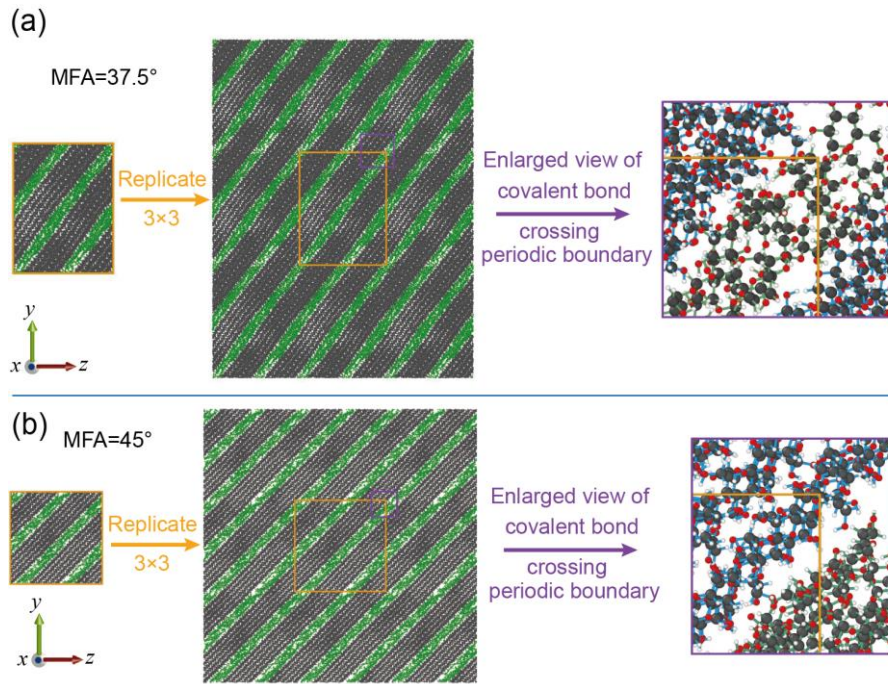 (a)
MFA=37.5°
Replicate
3×3
Enlarged view of
covalent bond
crossing
periodic boundary
y
x
z
(b)
MFA=45°
Replicate
3×3
Enlarged view of
covalent bond
crossing
periodic boundary
y
x
z